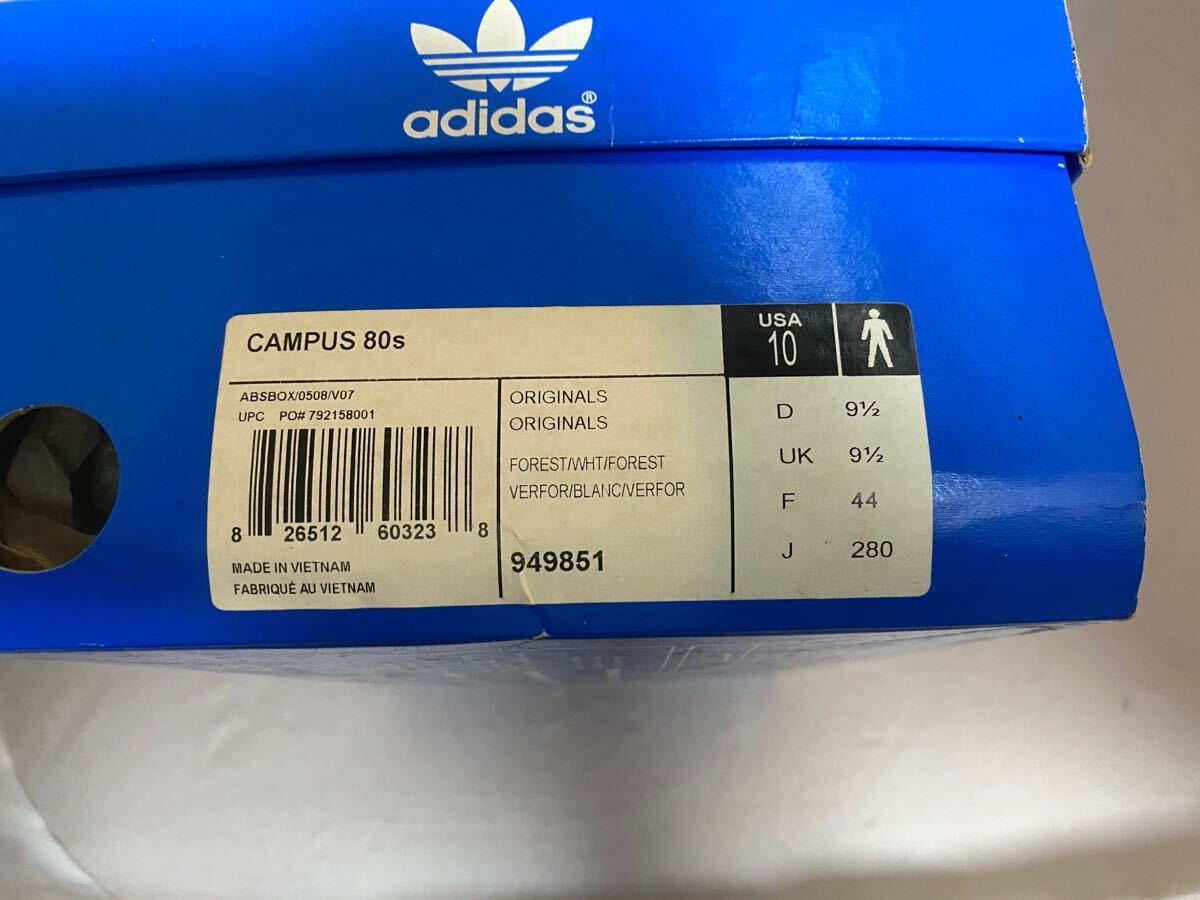 adidas®
CAMPUS 80s
USA
10
ABSBOX/0508/V07
UPC PO# 792158001
8 26512 60323 8
MADE IN VIETNAM
FABRIQUÉ AU VIETNAM
ORIGINALS
ORIGINALS
FOREST/WHT/FOREST
VERFOR/BLANC/VERFOR
949851
D 9½
UK 9½
F 44
J 280